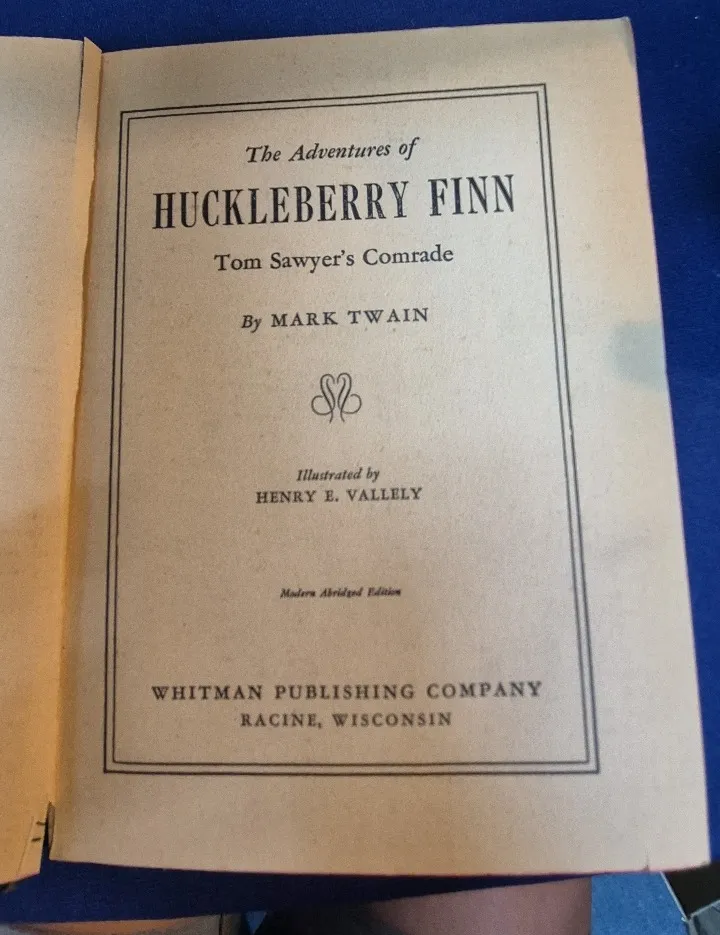 The Adventures of
HUCKLEBERRY FINN
Tom Sawyer's Comrade
By MARK TWAIN
Illustrated by
HENRY E. VALLELY
Modern Abridged Edition
WHITMAN PUBLISHING COMPANY
RACINE, WISCONSIN